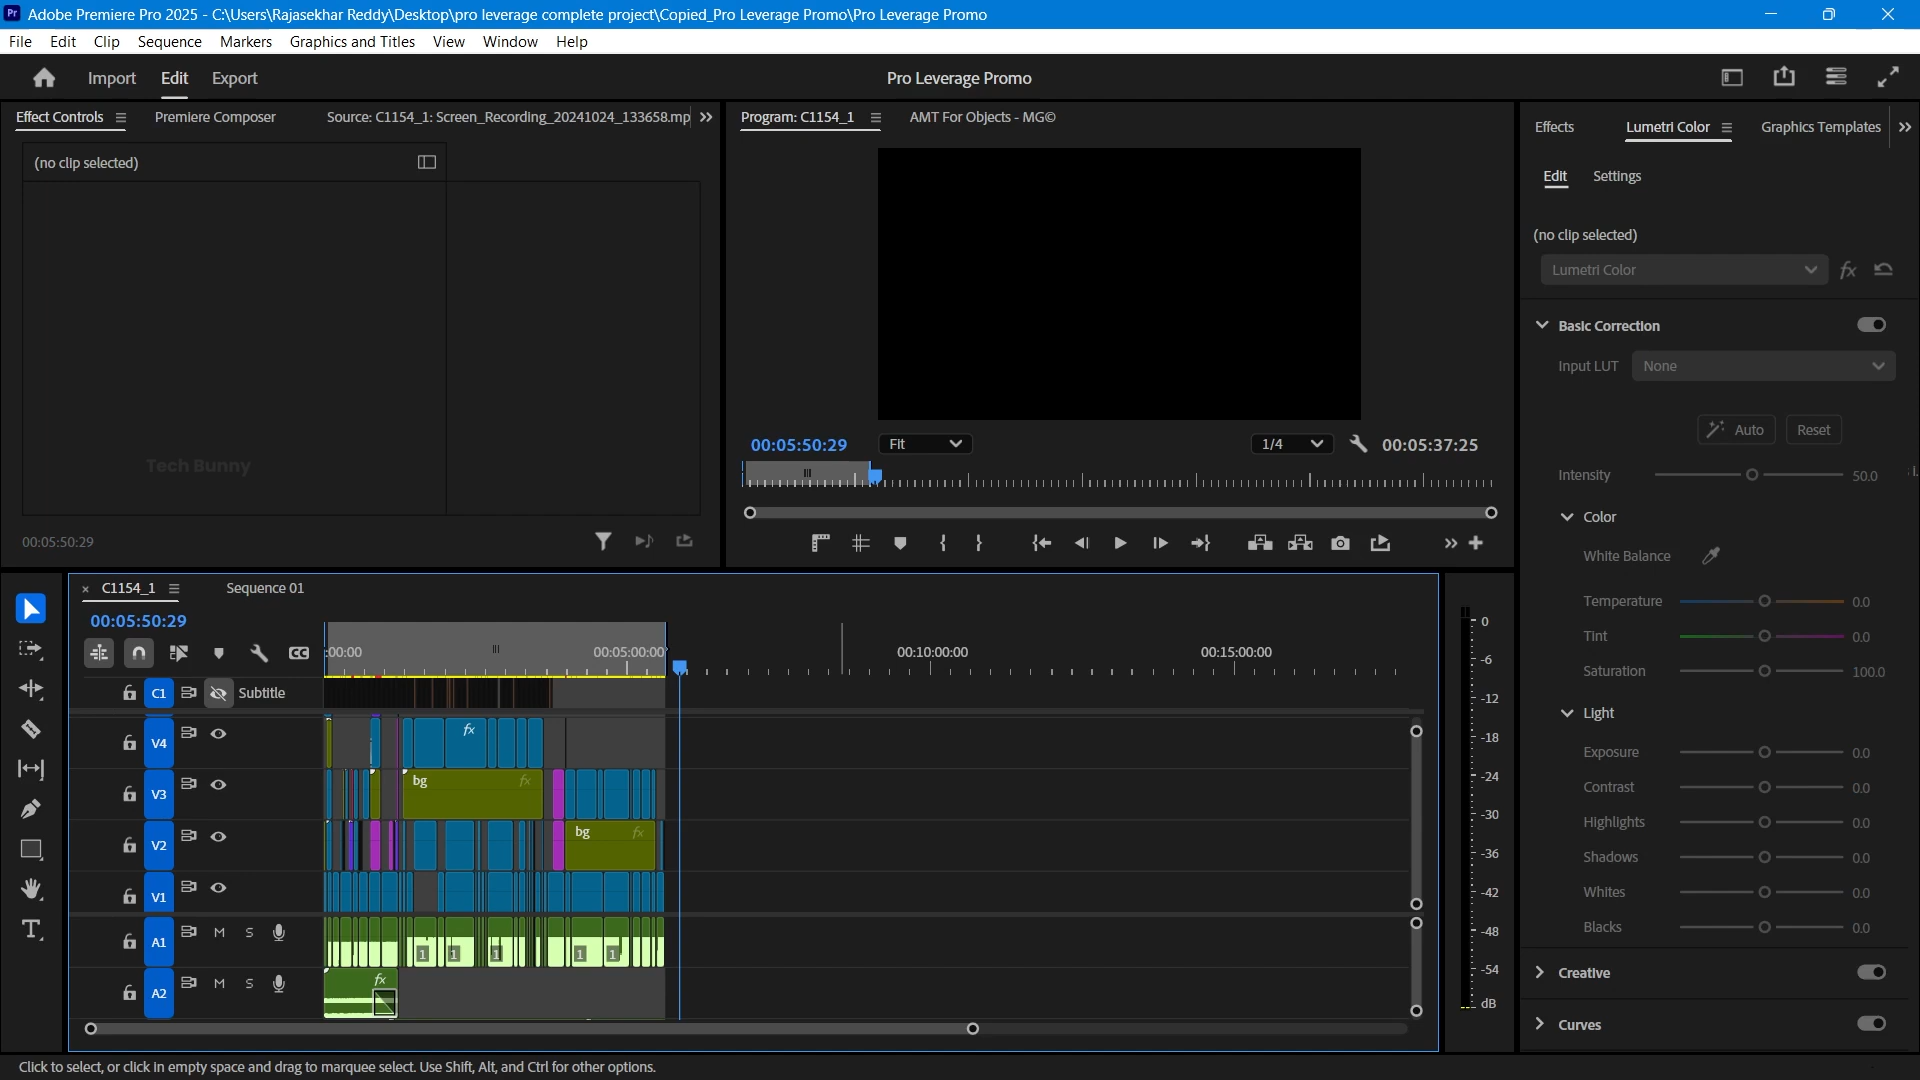 Pr Adobe Premiere Pro 2025 - C:\Users\Rajasekhar Reddy\Desktop\pro leverage complete project\Copied_Pro Leverage Promo\Pro Leverage Promo
File Edit Clip Sequence Markers Graphics and Titles View Window Help
Import Edit Export
Pro Leverage Promo
Effect Controls Premiere Composer Source: C1154_1: Screen_Recording_20241024_133658.mp
(no clip selected)
Tech Bunny
00:05:50:29
Program: C1154_1 AMT For Objects - MG©
00:05:50:29 Fit 1/4 00:05:37:25
Effects Lumetri Color Graphics Templates
Edit Settings
(no clip selected)
Lumetri Color fx
Basic Correction
Input LUT None
Auto Reset
Intensity 50.0
Color
White Balance
Temperature 0.0
Tint 0.0
Saturation 100.0
Light
Exposure 0.0
Contrast 0.0
Highlights 0.0
Shadows 0.0
Whites 0.0
Blacks 0.0
Creative
Curves
× C1154_1 Sequence 01
00:05:50:29
CC :00:00 00:05:00:00 00:10:00:00 00:15:00:00
C1 Subtitle
V4 fx
V3 bg fx
V2 bg fx
V1
A1 M S 1 1 1 1 1
A2 M S fx
0
-6
-12
-18
-24
-30
-36
-42
-48
-54
dB
Click to select, or click in empty space and drag to marquee select. Use Shift, Alt, and Ctrl for other options.